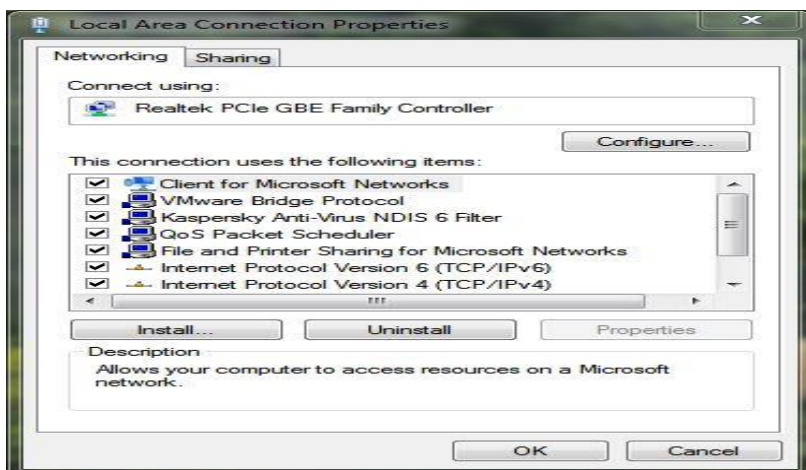 Local Area Connection Properties
Networking
Sharing
Connect using:
Realtek PCIe GBE Family Controller
Configure...
This connection uses the following items:
Client for Microsoft Networks
VMware Bridge Protocol
Kaspersky Anti-Virus NDIS 6 Filter
QoS Packet Scheduler
File and Printer Sharing for Microsoft Networks
Internet Protocol Version 6 (TCP/IPv6)
Internet Protocol Version 4 (TCP/IPv4)
Install...
Uninstall
Properties
Description
Allows your computer to access resources on a Microsoft
network.
OK
Cancel